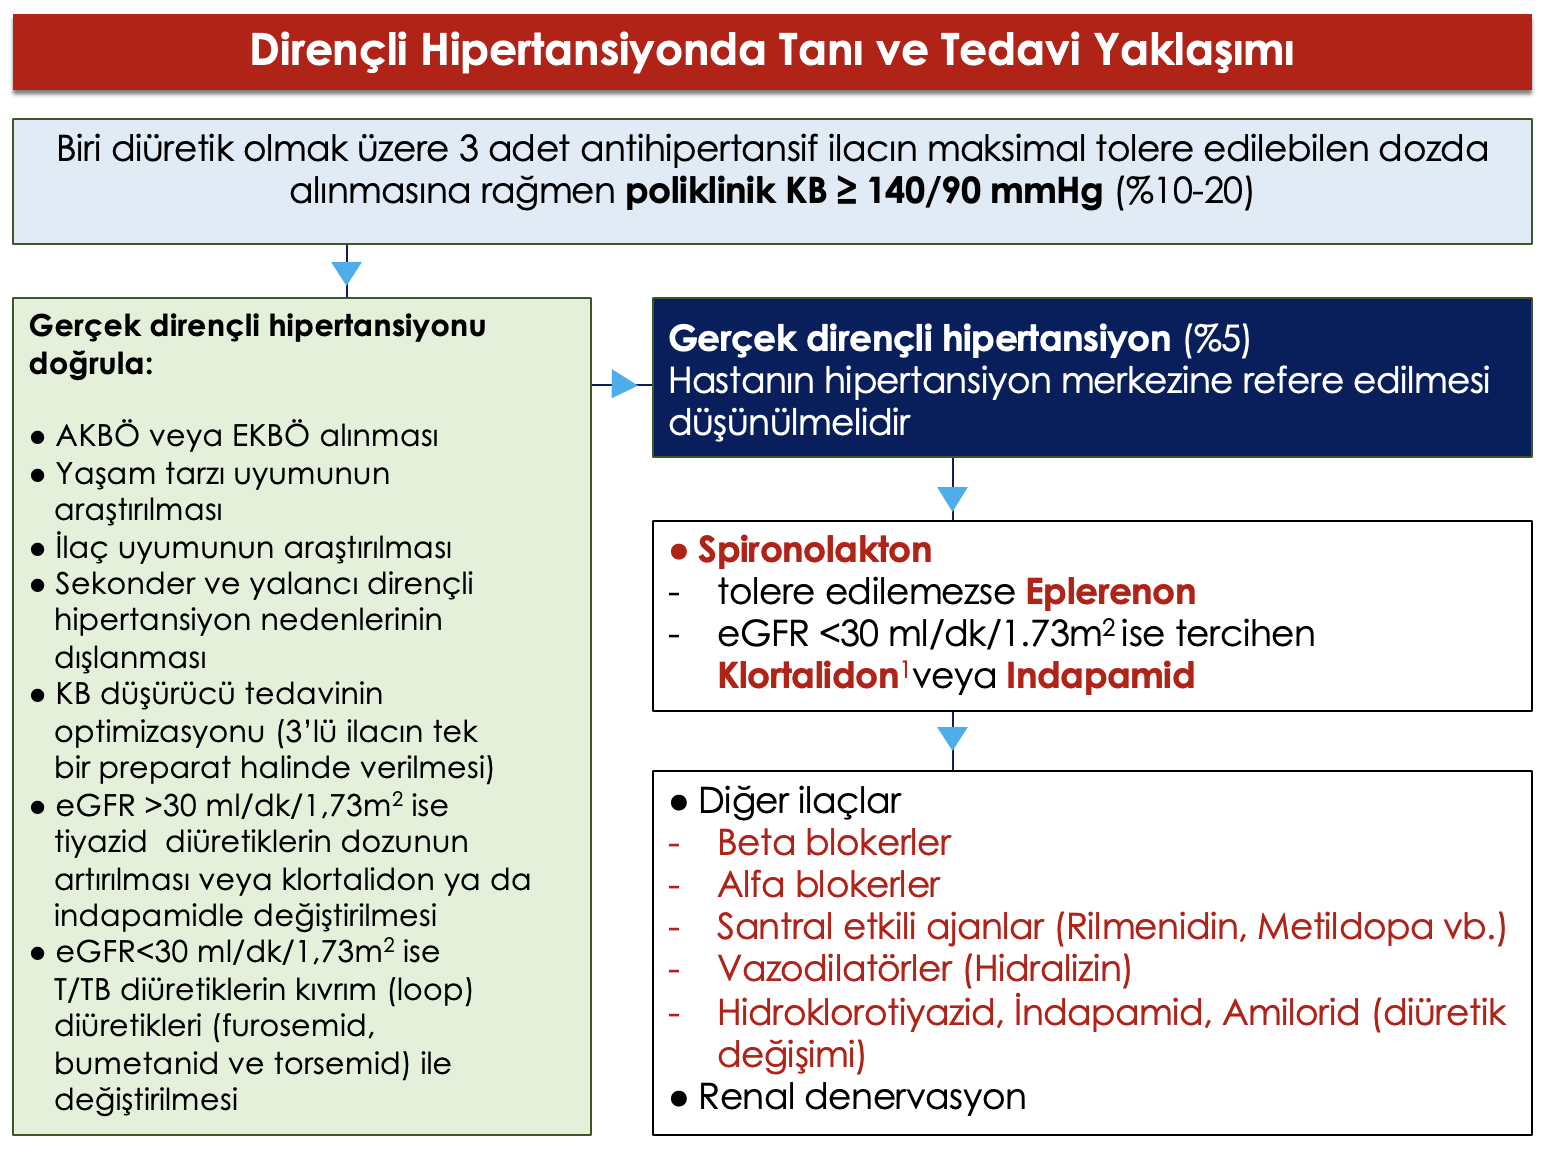 Dirençli Hipertansiyonda Tanı ve Tedavi Yaklaşımı
Biri diüretik olmak üzere 3 adet antihipertansif ilacın maksimal tolere edilebilen dozda
alınmasına rağmen poliklinik KB ≥ 140/90 mmHg (%10-20)
Gerçek dirençli hipertansiyonu
doğrula:
● AKBÖ veya EKBÖ alınması
● Yaşam tarzı uyumunun
araştırılması
● İlaç uyumunun araştırılması
● Sekonder ve yalancı dirençli
hipertansiyon nedenlerinin
dışlanması
● KB düşürücü tedavinin
optimizasyonu (3’lü ilacın tek
bir preparat halinde verilmesi)
● eGFR >30 ml/dk/1,73m² ise
tiyazid diüretiklerin dozunun
artırılması veya klortalidon ya da
indapamidle değiştirilmesi
● eGFR<30 ml/dk/1,73m² ise
T/TB diüretiklerin kıvrım (loop)
diüretikleri (furosemid,
bumetanid ve torsemid) ile
değiştirilmesi
Gerçek dirençli hipertansiyon (%5)
Hastanın hipertansiyon merkezine refere edilmesi
düşünülmelidir
● Spironolakton
- tolere edilemezse Eplerenon
- eGFR <30 ml/dk/1.73m² ise tercihen
Klortalidon¹ veya Indapamid
● Diğer ilaçlar
- Beta blokerler
- Alfa blokerler
- Santral etkili ajanlar (Rilmenidin, Metildopa vb.)
- Vazodilatörler (Hidralizin)
- Hidroklorotiyazid, İndapamid, Amilorid (diüretik
değişimi)
● Renal denervasyon